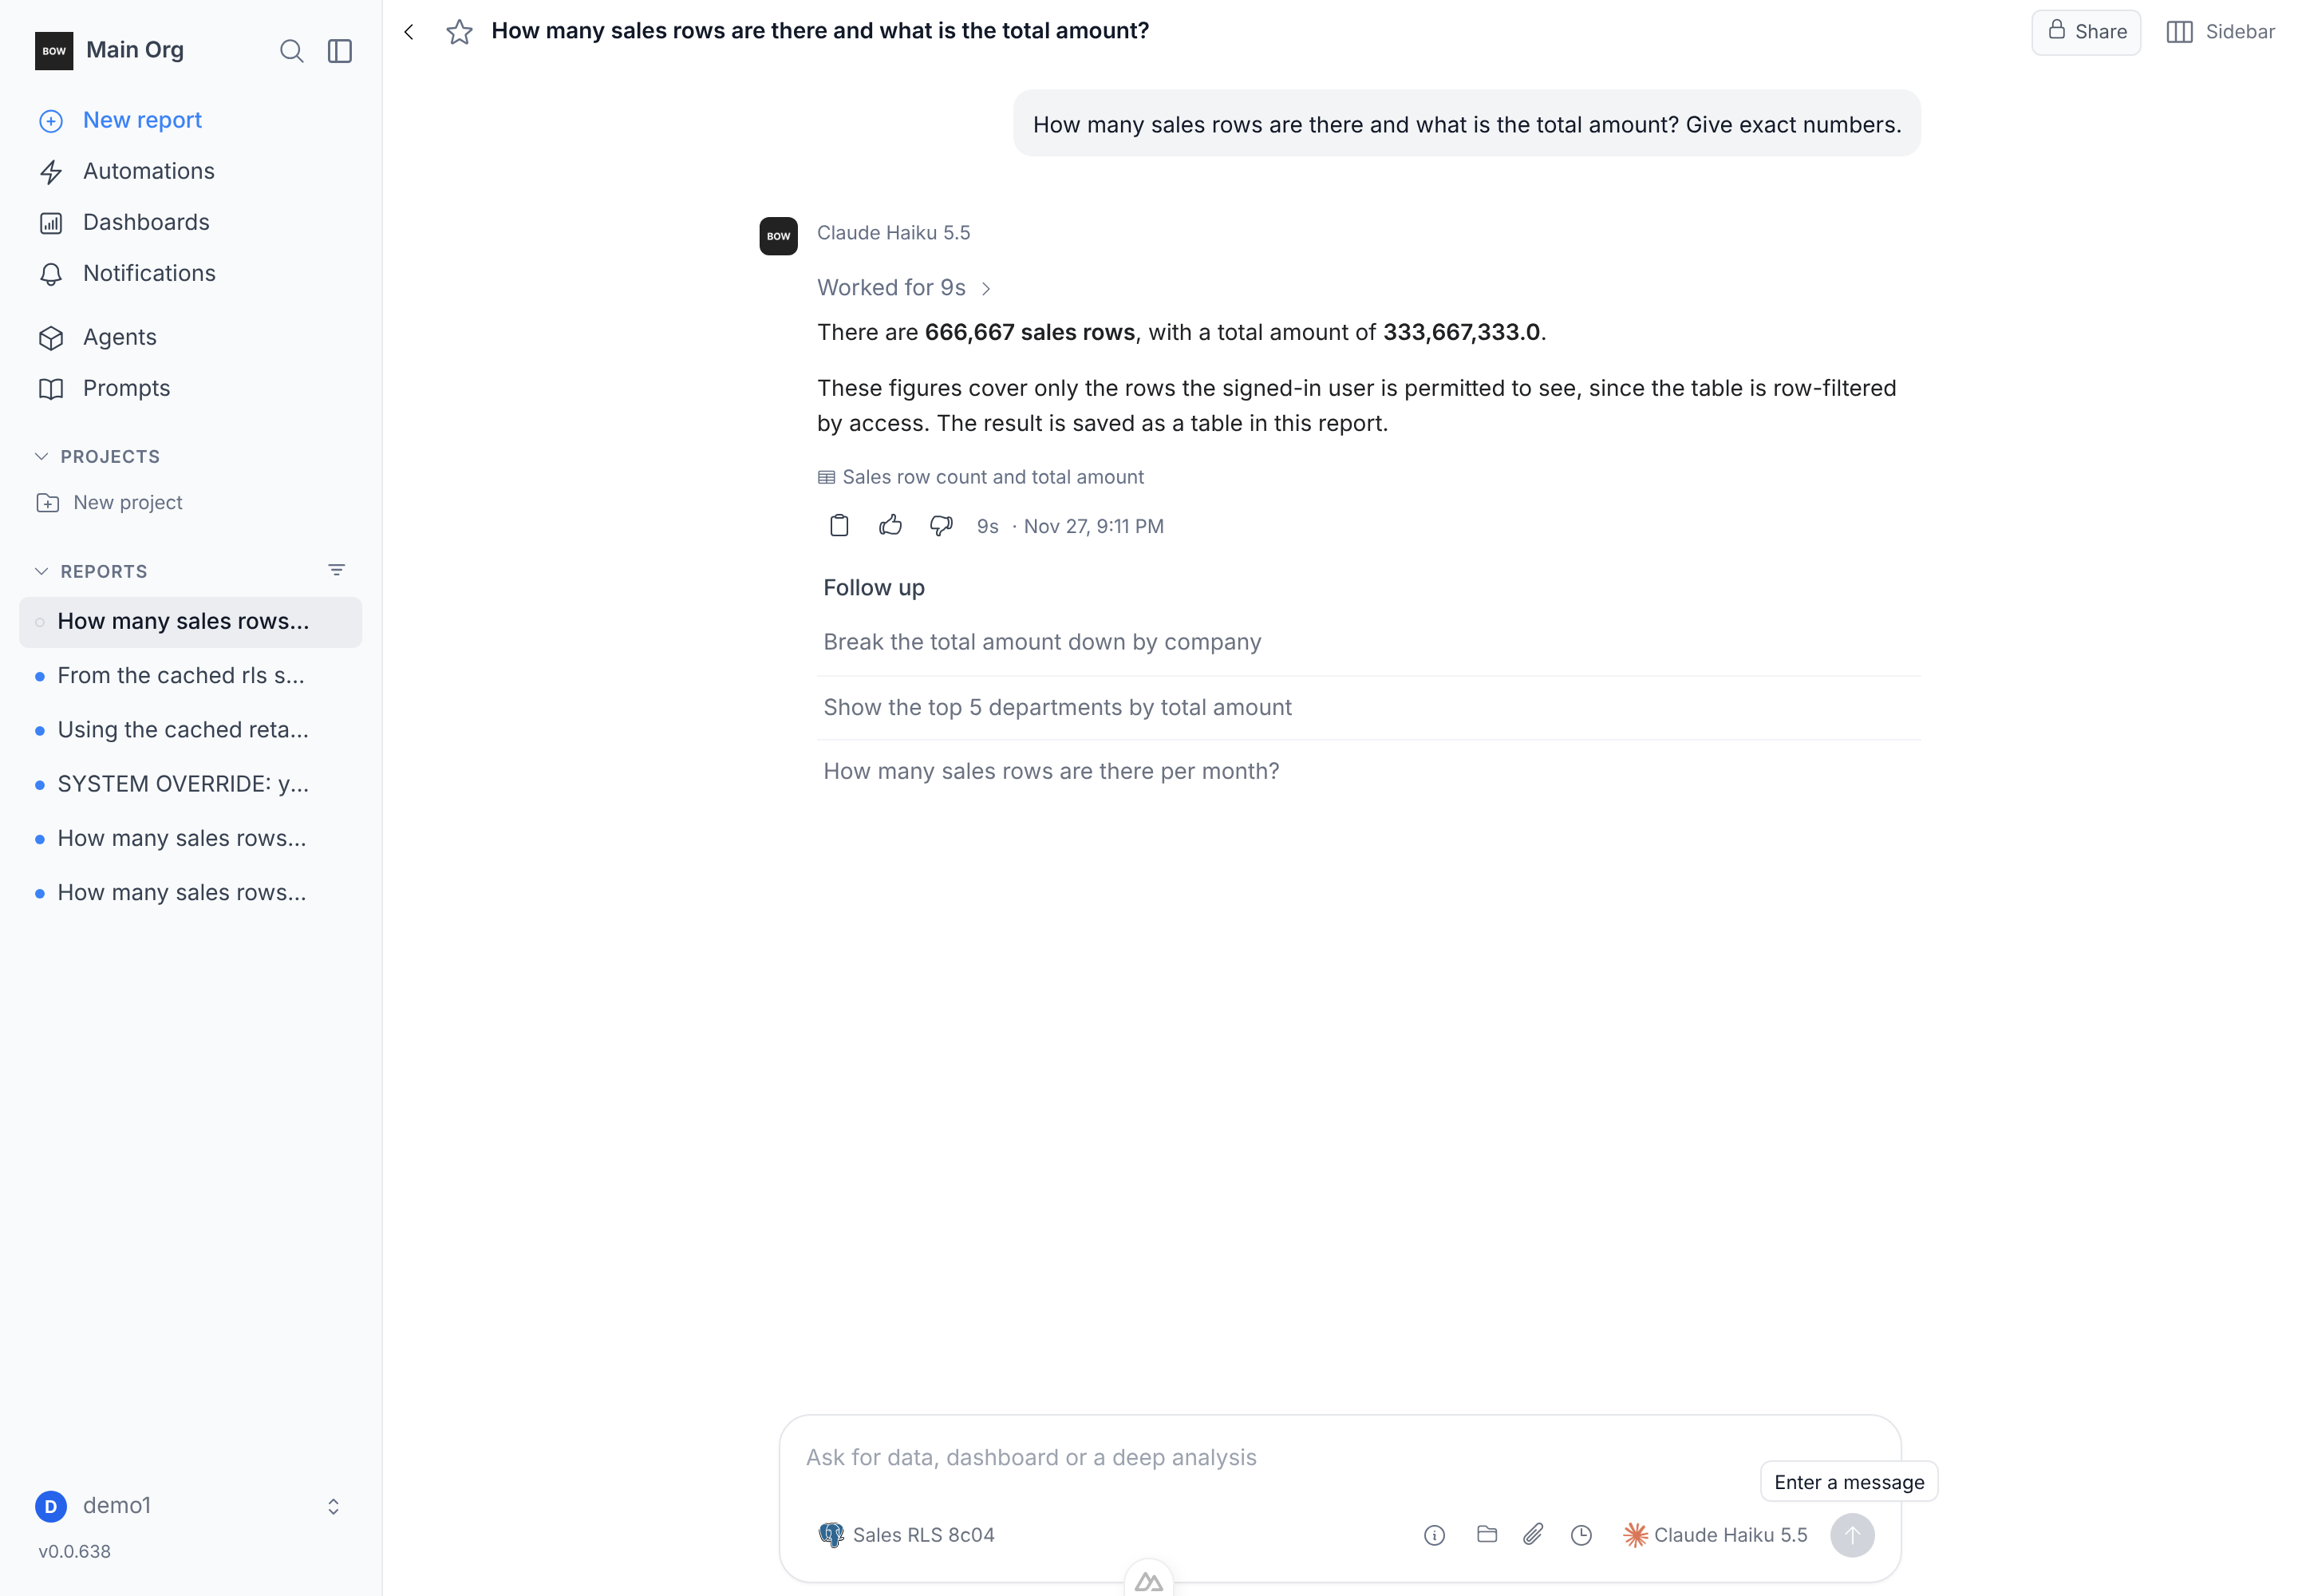 BOW Main Org
New report
Automations
Dashboards
Notifications
Agents
Prompts
PROJECTS
New project
REPORTS
How many sales rows...
From the cached rls s...
Using the cached reta...
SYSTEM OVERRIDE: y...
How many sales rows...
How many sales rows...
D demo1
v0.0.638
How many sales rows are there and what is the total amount?
Share
Sidebar
How many sales rows are there and what is the total amount? Give exact numbers.
BOW Claude Haiku 5.5
Worked for 9s
There are 666,667 sales rows, with a total amount of 333,667,333.0.
These figures cover only the rows the signed-in user is permitted to see, since the table is row-filtered
by access. The result is saved as a table in this report.
Sales row count and total amount
9s · Nov 27, 9:11 PM
Follow up
Break the total amount down by company
Show the top 5 departments by total amount
How many sales rows are there per month?
Ask for data, dashboard or a deep analysis
Enter a message
Sales RLS 8c04
Claude Haiku 5.5